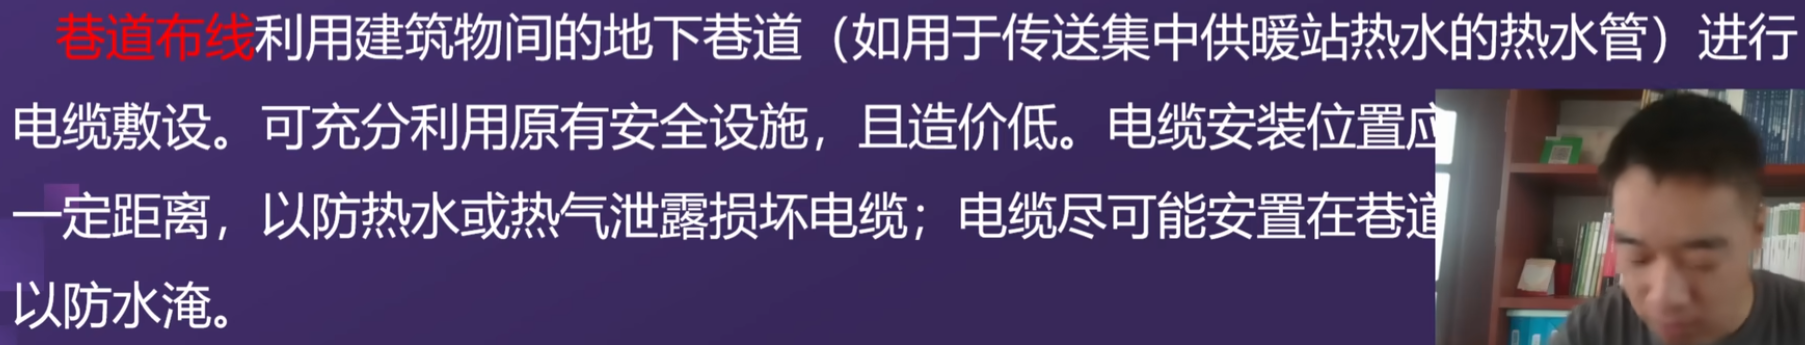 巷道布线利用建筑物间的地下巷道（如用于传送集中供暖站热水的热水管）进行
电缆敷设。可充分利用原有安全设施，且造价低。电缆安装位置应
一定距离，以防热水或热气泄露损坏电缆；电缆尽可能安置在巷道
以防水淹。